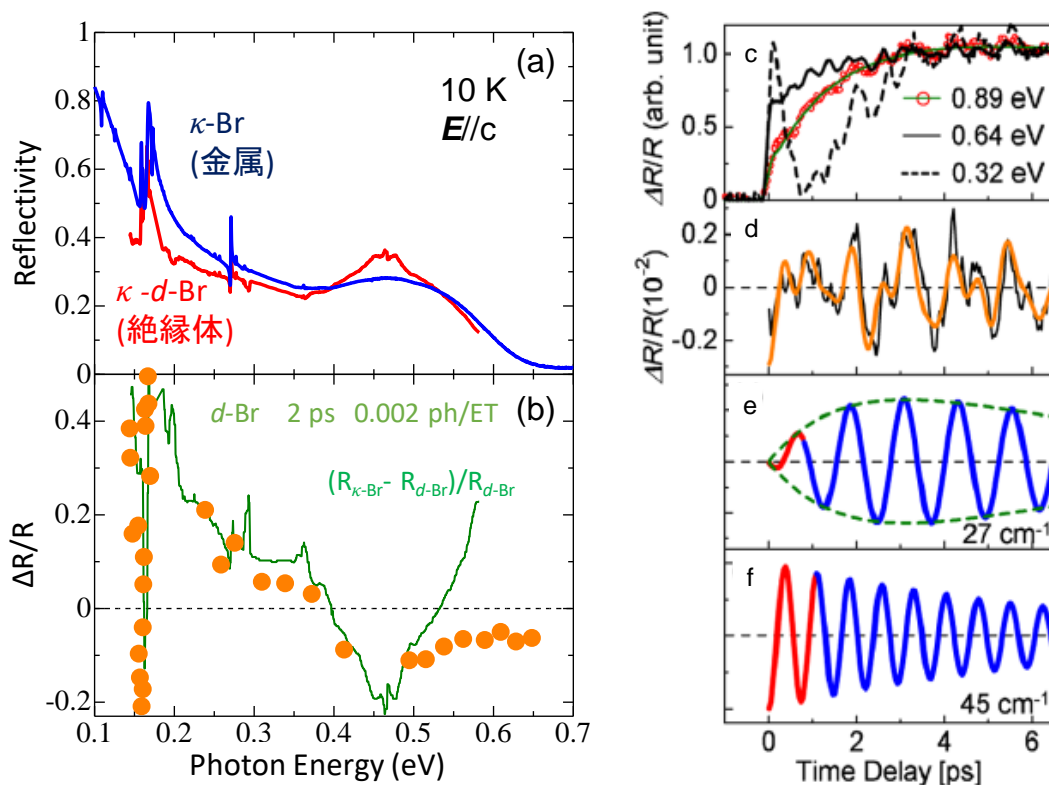 1
0.8
0.6
0.4
0.2
0
Reflectivity
(a)
10 K
E//c
κ-Br
(金属)
κ -d-Br
(絶縁体)
0.4
0.2
0
-0.2
ΔR/R
(b)
d-Br 2 ps 0.002 ph/ET
(Rκ-Br- Rd-Br)/Rd-Br
0.1 0.2 0.3 0.4 0.5 0.6 0.7
Photon Energy (eV)
1.0
0.5
0
ΔR/R (arb. unit)
c
0.89 eV
0.64 eV
0.32 eV
0.2
0.0
-0.2
ΔR/R(10-2)
d
e
27 cm-1
f
45 cm-1
0 2 4 6
Time Delay [ps]